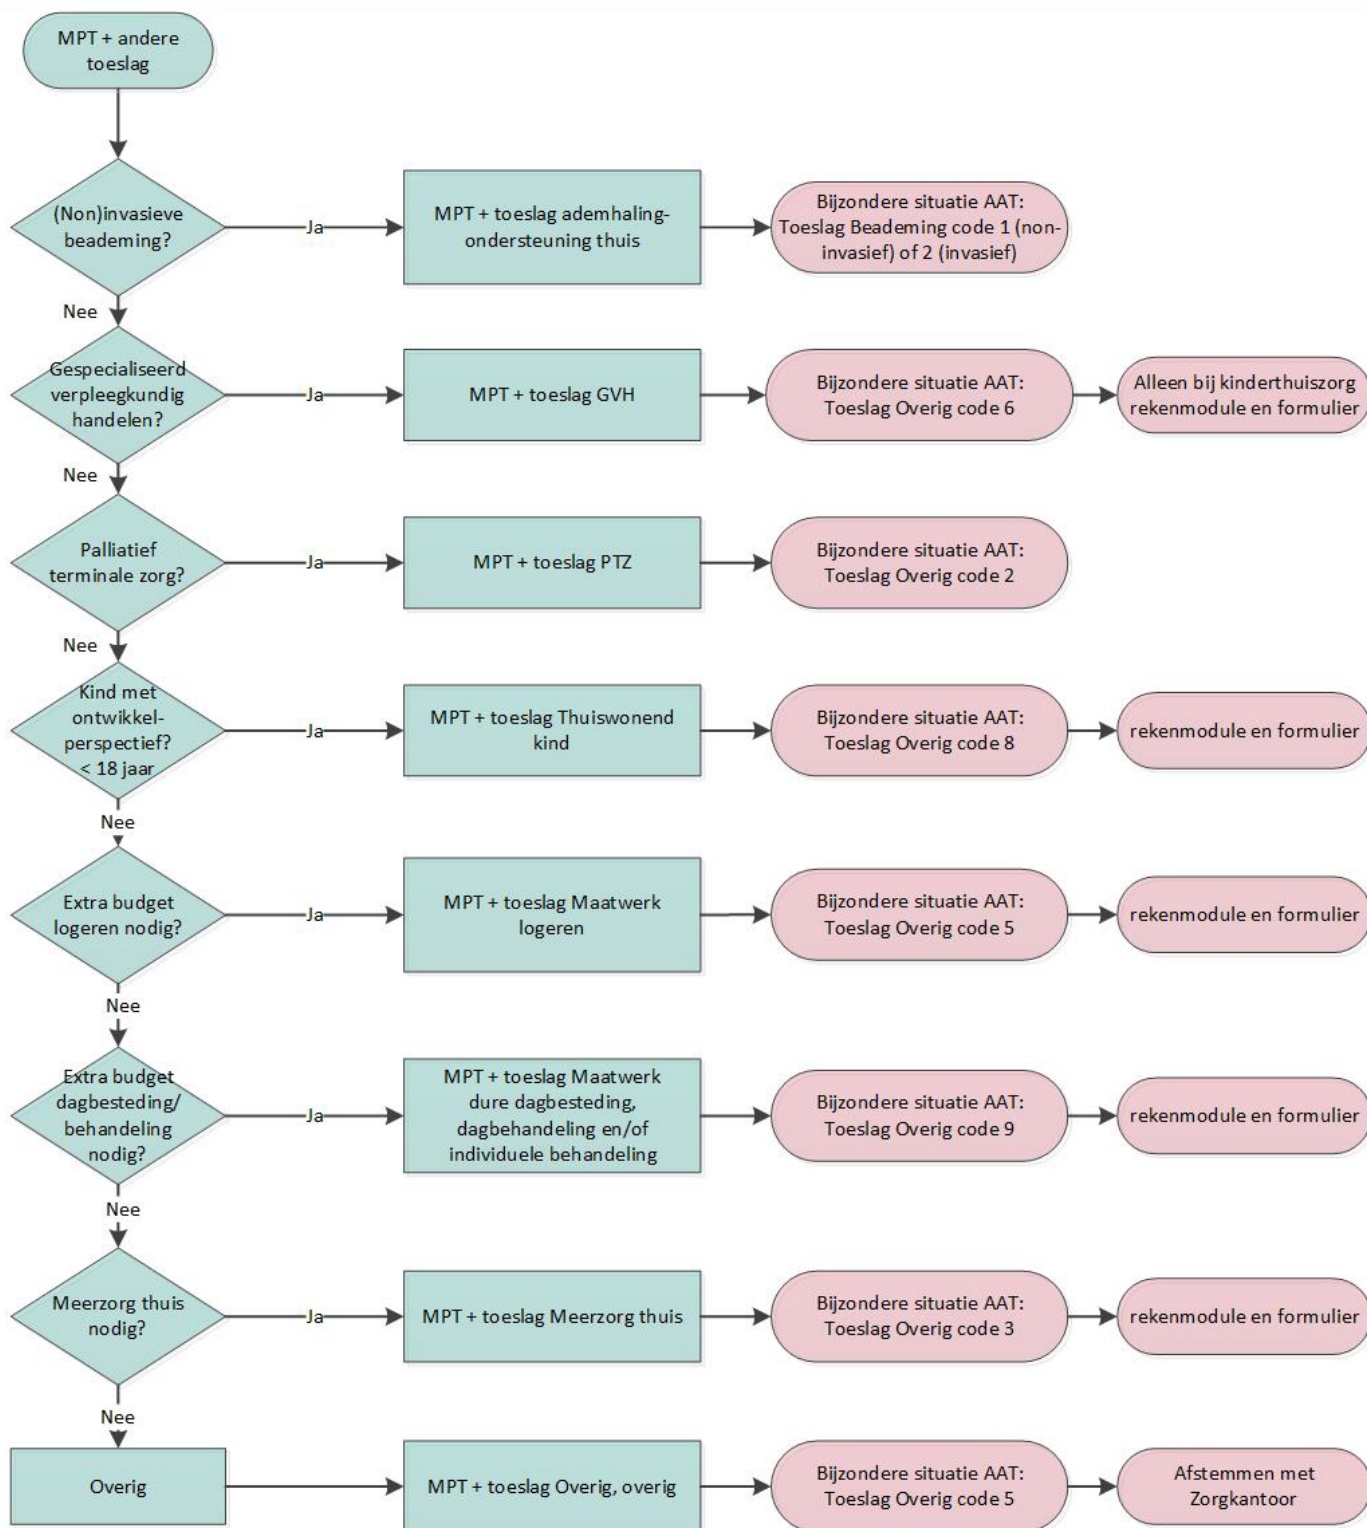 MPT + andere
toeslag
(Non)invasieve
beademing?
Ja
MPT + toeslag ademhaling-
ondersteuning thuis
Bijzondere situatie AAT:
Toeslag Beademing code 1 (non-
invasief) of 2 (invasief)
Nee
Gespecialiseerd
verpleegkundig
handelen?
Ja
MPT + toeslag GVH
Bijzondere situatie AAT:
Toeslag Overig code 6
Alleen bij kinderthuiszorg
rekenmodule en formulier
Nee
Palliatief
terminale zorg?
Ja
MPT + toeslag PTZ
Bijzondere situatie AAT:
Toeslag Overig code 2
Nee
Kind met
ontwikkel-
perspectief?
< 18 jaar
Ja
MPT + toeslag Thuiswonend
kind
Bijzondere situatie AAT:
Toeslag Overig code 8
rekenmodule en formulier
Nee
Extra budget
logeren nodig?
Ja
MPT + toeslag Maatwerk
logeren
Bijzondere situatie AAT:
Toeslag Overig code 5
rekenmodule en formulier
Nee
Extra budget
dagbesteding/
behandeling
nodig?
Ja
MPT + toeslag Maatwerk
dure dagbesteding,
dagbehandeling en/of
individuele behandeling
Bijzondere situatie AAT:
Toeslag Overig code 9
rekenmodule en formulier
Nee
Meerzorg thuis
nodig?
Ja
MPT + toeslag Meerzorg thuis
Bijzondere situatie AAT:
Toeslag Overig code 3
rekenmodule en formulier
Nee
Overig
MPT + toeslag Overig, overig
Bijzondere situatie AAT:
Toeslag Overig code 5
Afstemmen met
Zorgkantoor